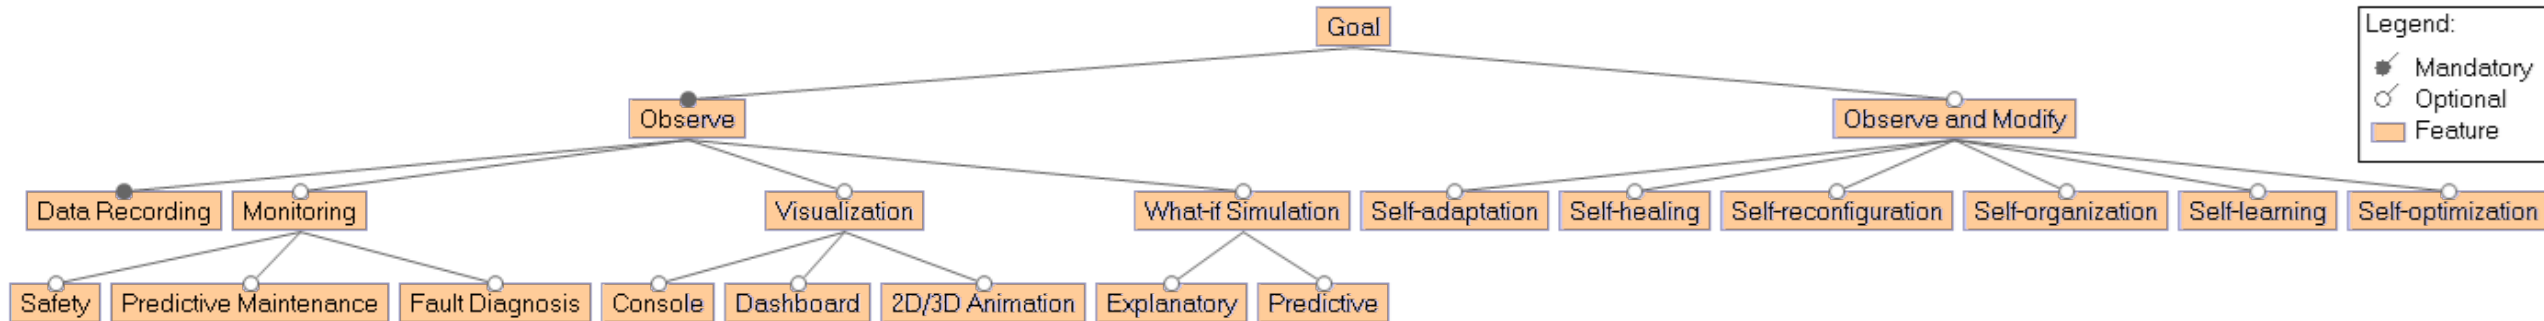 Goal
Legend:
Mandatory
Optional
Feature
Observe
Observe and Modify
Data Recording
Monitoring
Visualization
What-if Simulation
Self-adaptation
Self-healing
Self-reconfiguration
Self-organization
Self-learning
Self-optimization
Safety
Predictive Maintenance
Fault Diagnosis
Console
Dashboard
2D/3D Animation
Explanatory
Predictive